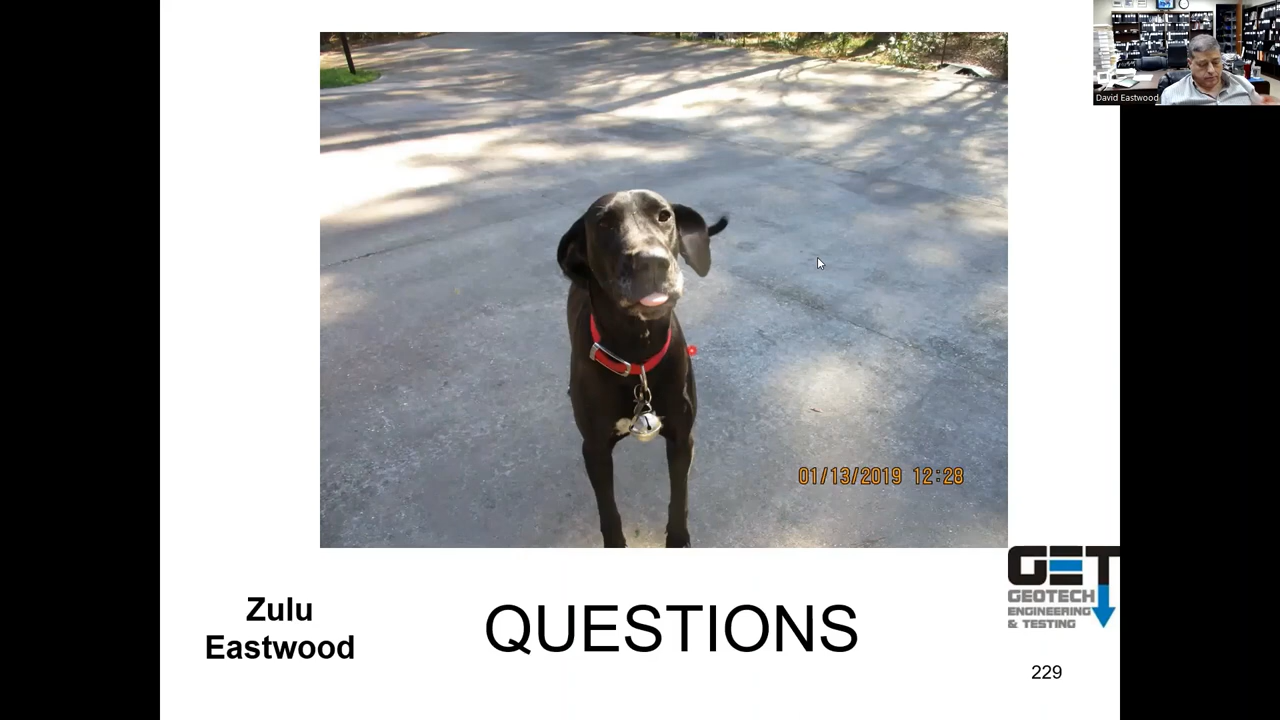 David Eastwood
01/13/2019 12:28
Zulu
Eastwood
QUESTIONS
GET
GEOTECH
ENGINEERING
& TESTING
229